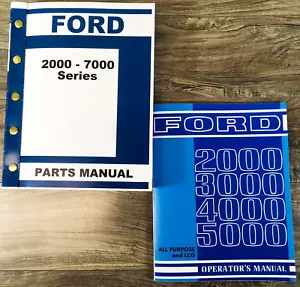 FORD
2000 - 7000
Series
PARTS MANUAL
FORD
2000
3000
4000
5000
ALL PURPOSE
and LCG
OPERATOR'S MANUAL